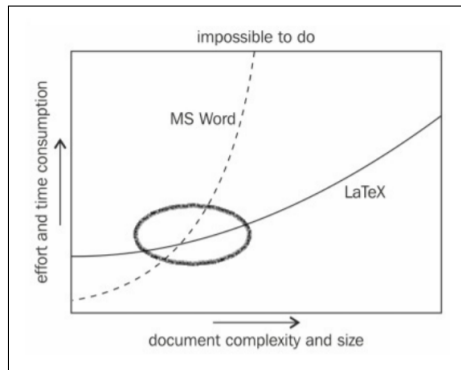 impossible to do
MS Word
LaTeX
effort and time consumption
document complexity and size